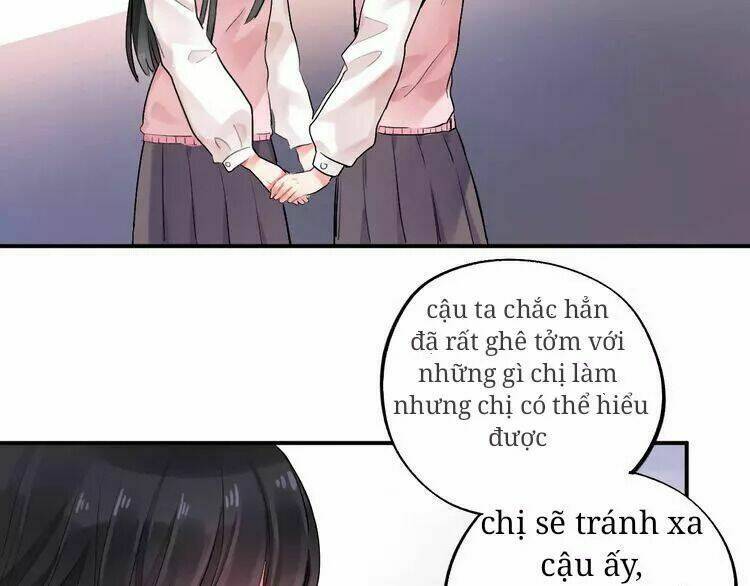 cậu ta chắc hẳn
đã rất ghê tởm với
những gì chị làm
nhưng chị có thể hiểu
được
chị sẽ tránh xa
cậu ấy,